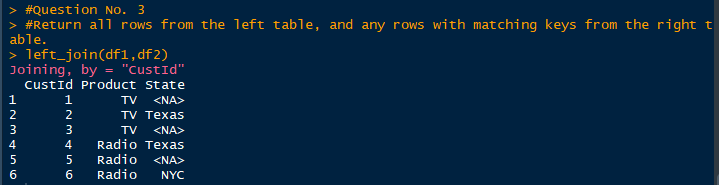 > #Question No. 3
> #Return all rows from the left table, and any rows with matching keys from the right t
able.
> left_join(df1,df2)
Joining, by = "CustId"
  CustId Product State
1      1      TV  <NA>
2      2      TV Texas
3      3      TV  <NA>
4      4   Radio Texas
5      5   Radio  <NA>
6      6   Radio   NYC